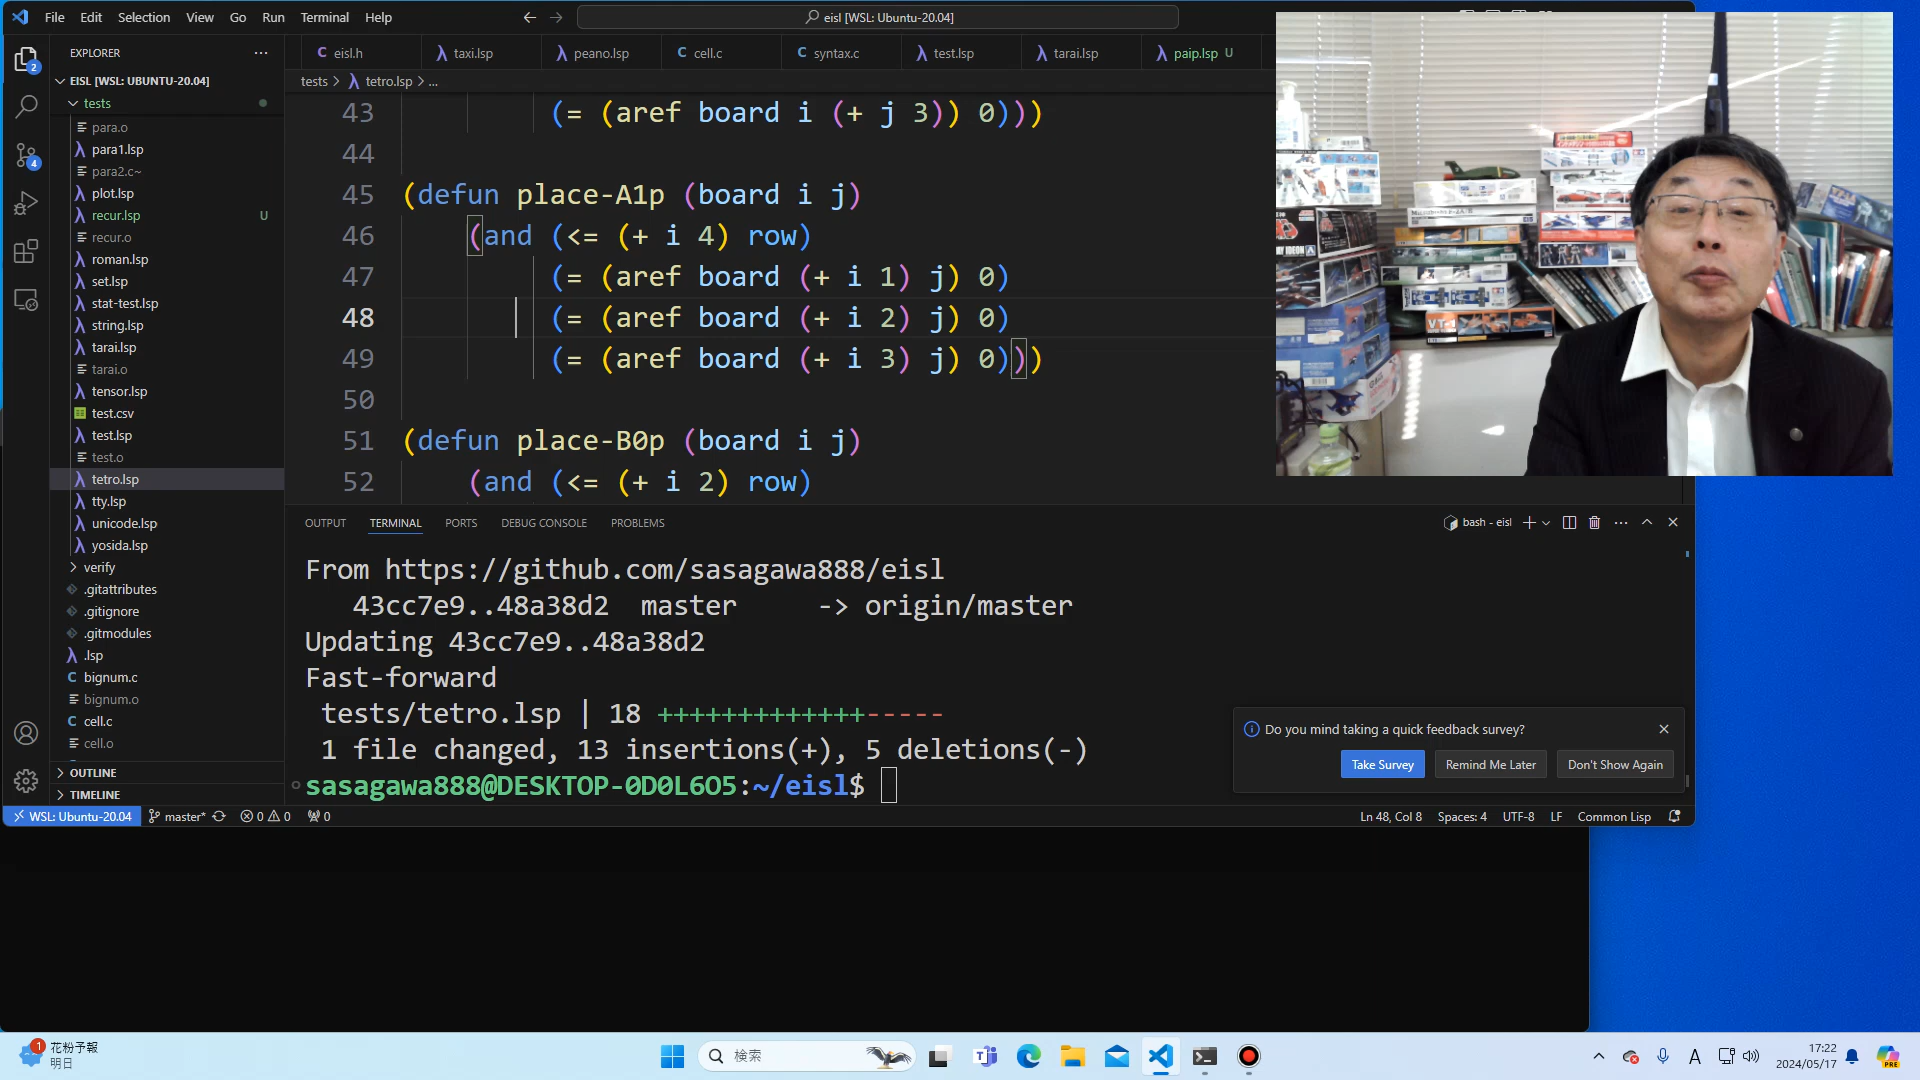 File Edit Selection View Go Run Terminal Help
eisl [WSL: Ubuntu-20.04]
EXPLORER
eisl.h
taxi.lsp
peano.lsp
cell.c
syntax.c
test.lsp
tarai.lsp
paip.lsp U
tests > tetro.lsp > ...
EISL [WSL: UBUNTU-20.04]
tests
para.o
para1.lsp
para2.c~
plot.lsp
recur.lsp U
recur.o
roman.lsp
set.lsp
stat-test.lsp
string.lsp
tarai.lsp
tarai.o
tensor.lsp
test.csv
test.lsp
test.o
tetro.lsp
tty.lsp
unicode.lsp
yosida.lsp
verify
.gitattributes
.gitignore
.gitmodules
.lsp
bignum.c
bignum.o
cell.c
cell.o
OUTLINE
TIMELINE
2
4
43 (= (aref board i (+ j 3)) 0)))
44
45 (defun place-A1p (board i j)
46 (and (<= (+ i 4) row)
47 (= (aref board (+ i 1) j) 0)
48 (= (aref board (+ i 2) j) 0)
49 (= (aref board (+ i 3) j) 0)))
50
51 (defun place-B0p (board i j)
52 (and (<= (+ i 2) row)
OUTPUT TERMINAL PORTS DEBUG CONSOLE PROBLEMS
bash - eisl
From https://github.com/sasagawa888/eisl
43cc7e9..48a38d2 master -> origin/master
Updating 43cc7e9..48a38d2
Fast-forward
tests/tetro.lsp | 18 +++++++++++++-----
1 file changed, 13 insertions(+), 5 deletions(-)
sasagawa888@DESKTOP-0D0L6O5:~/eisl$
Do you mind taking a quick feedback survey?
Take Survey Remind Me Later Don't Show Again
WSL: Ubuntu-20.04 master* 0 0 0
Ln 48, Col 8 Spaces: 4 UTF-8 LF Common Lisp
1
花粉予報
明日
検索
A
17:22
2024/05/17
PRE